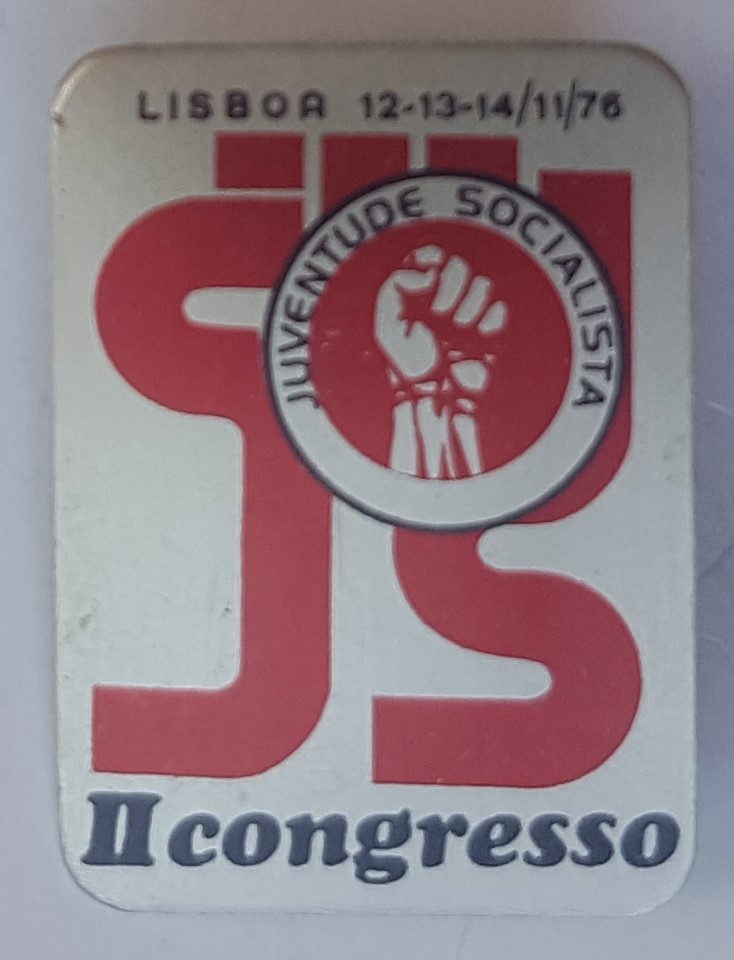 LISBOA 12-13-14/11/76
JUVENTUDE SOCIALISTA
JS
II congresso